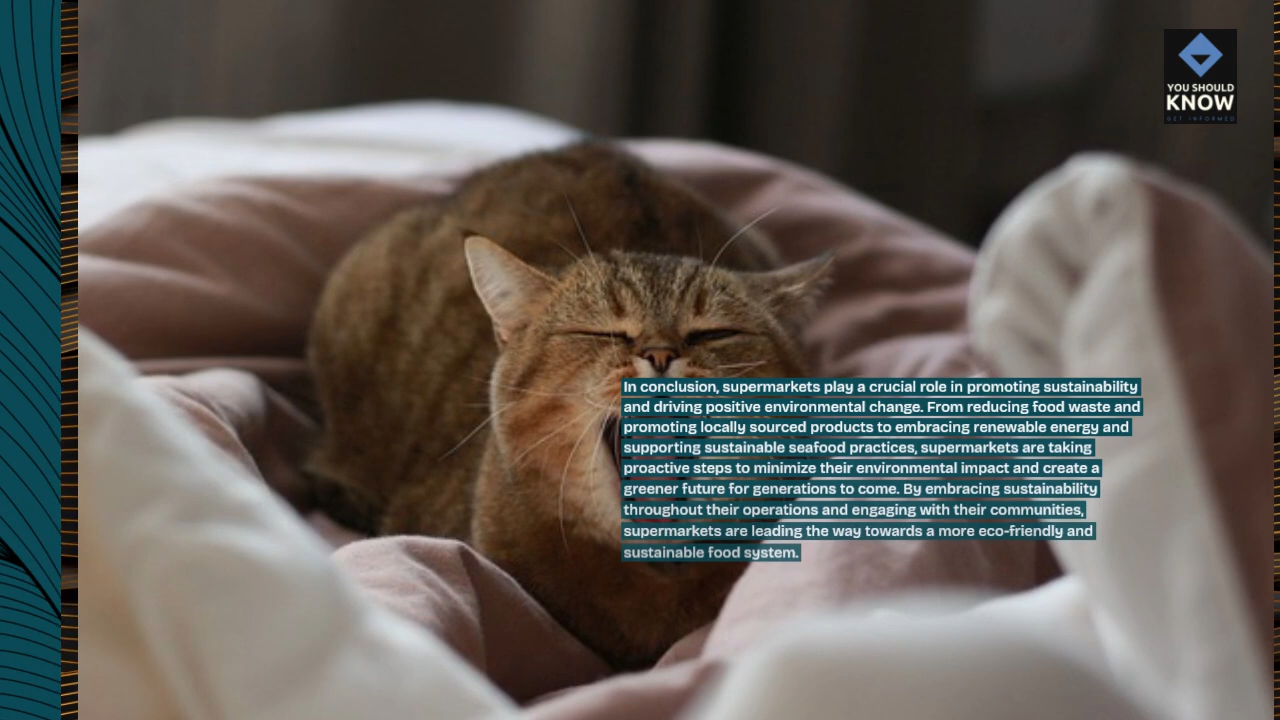 YOU SHOULD
KNOW
GET INFORMED
In conclusion, supermarkets play a crucial role in promoting sustainability
and driving positive environmental change. From reducing food waste and
promoting locally sourced products to embracing renewable energy and
supporting sustainable seafood practices, supermarkets are taking
proactive steps to minimize their environmental impact and create a
greener future for generations to come. By embracing sustainability
throughout their operations and engaging with their communities,
supermarkets are leading the way towards a more eco-friendly and
sustainable food system.